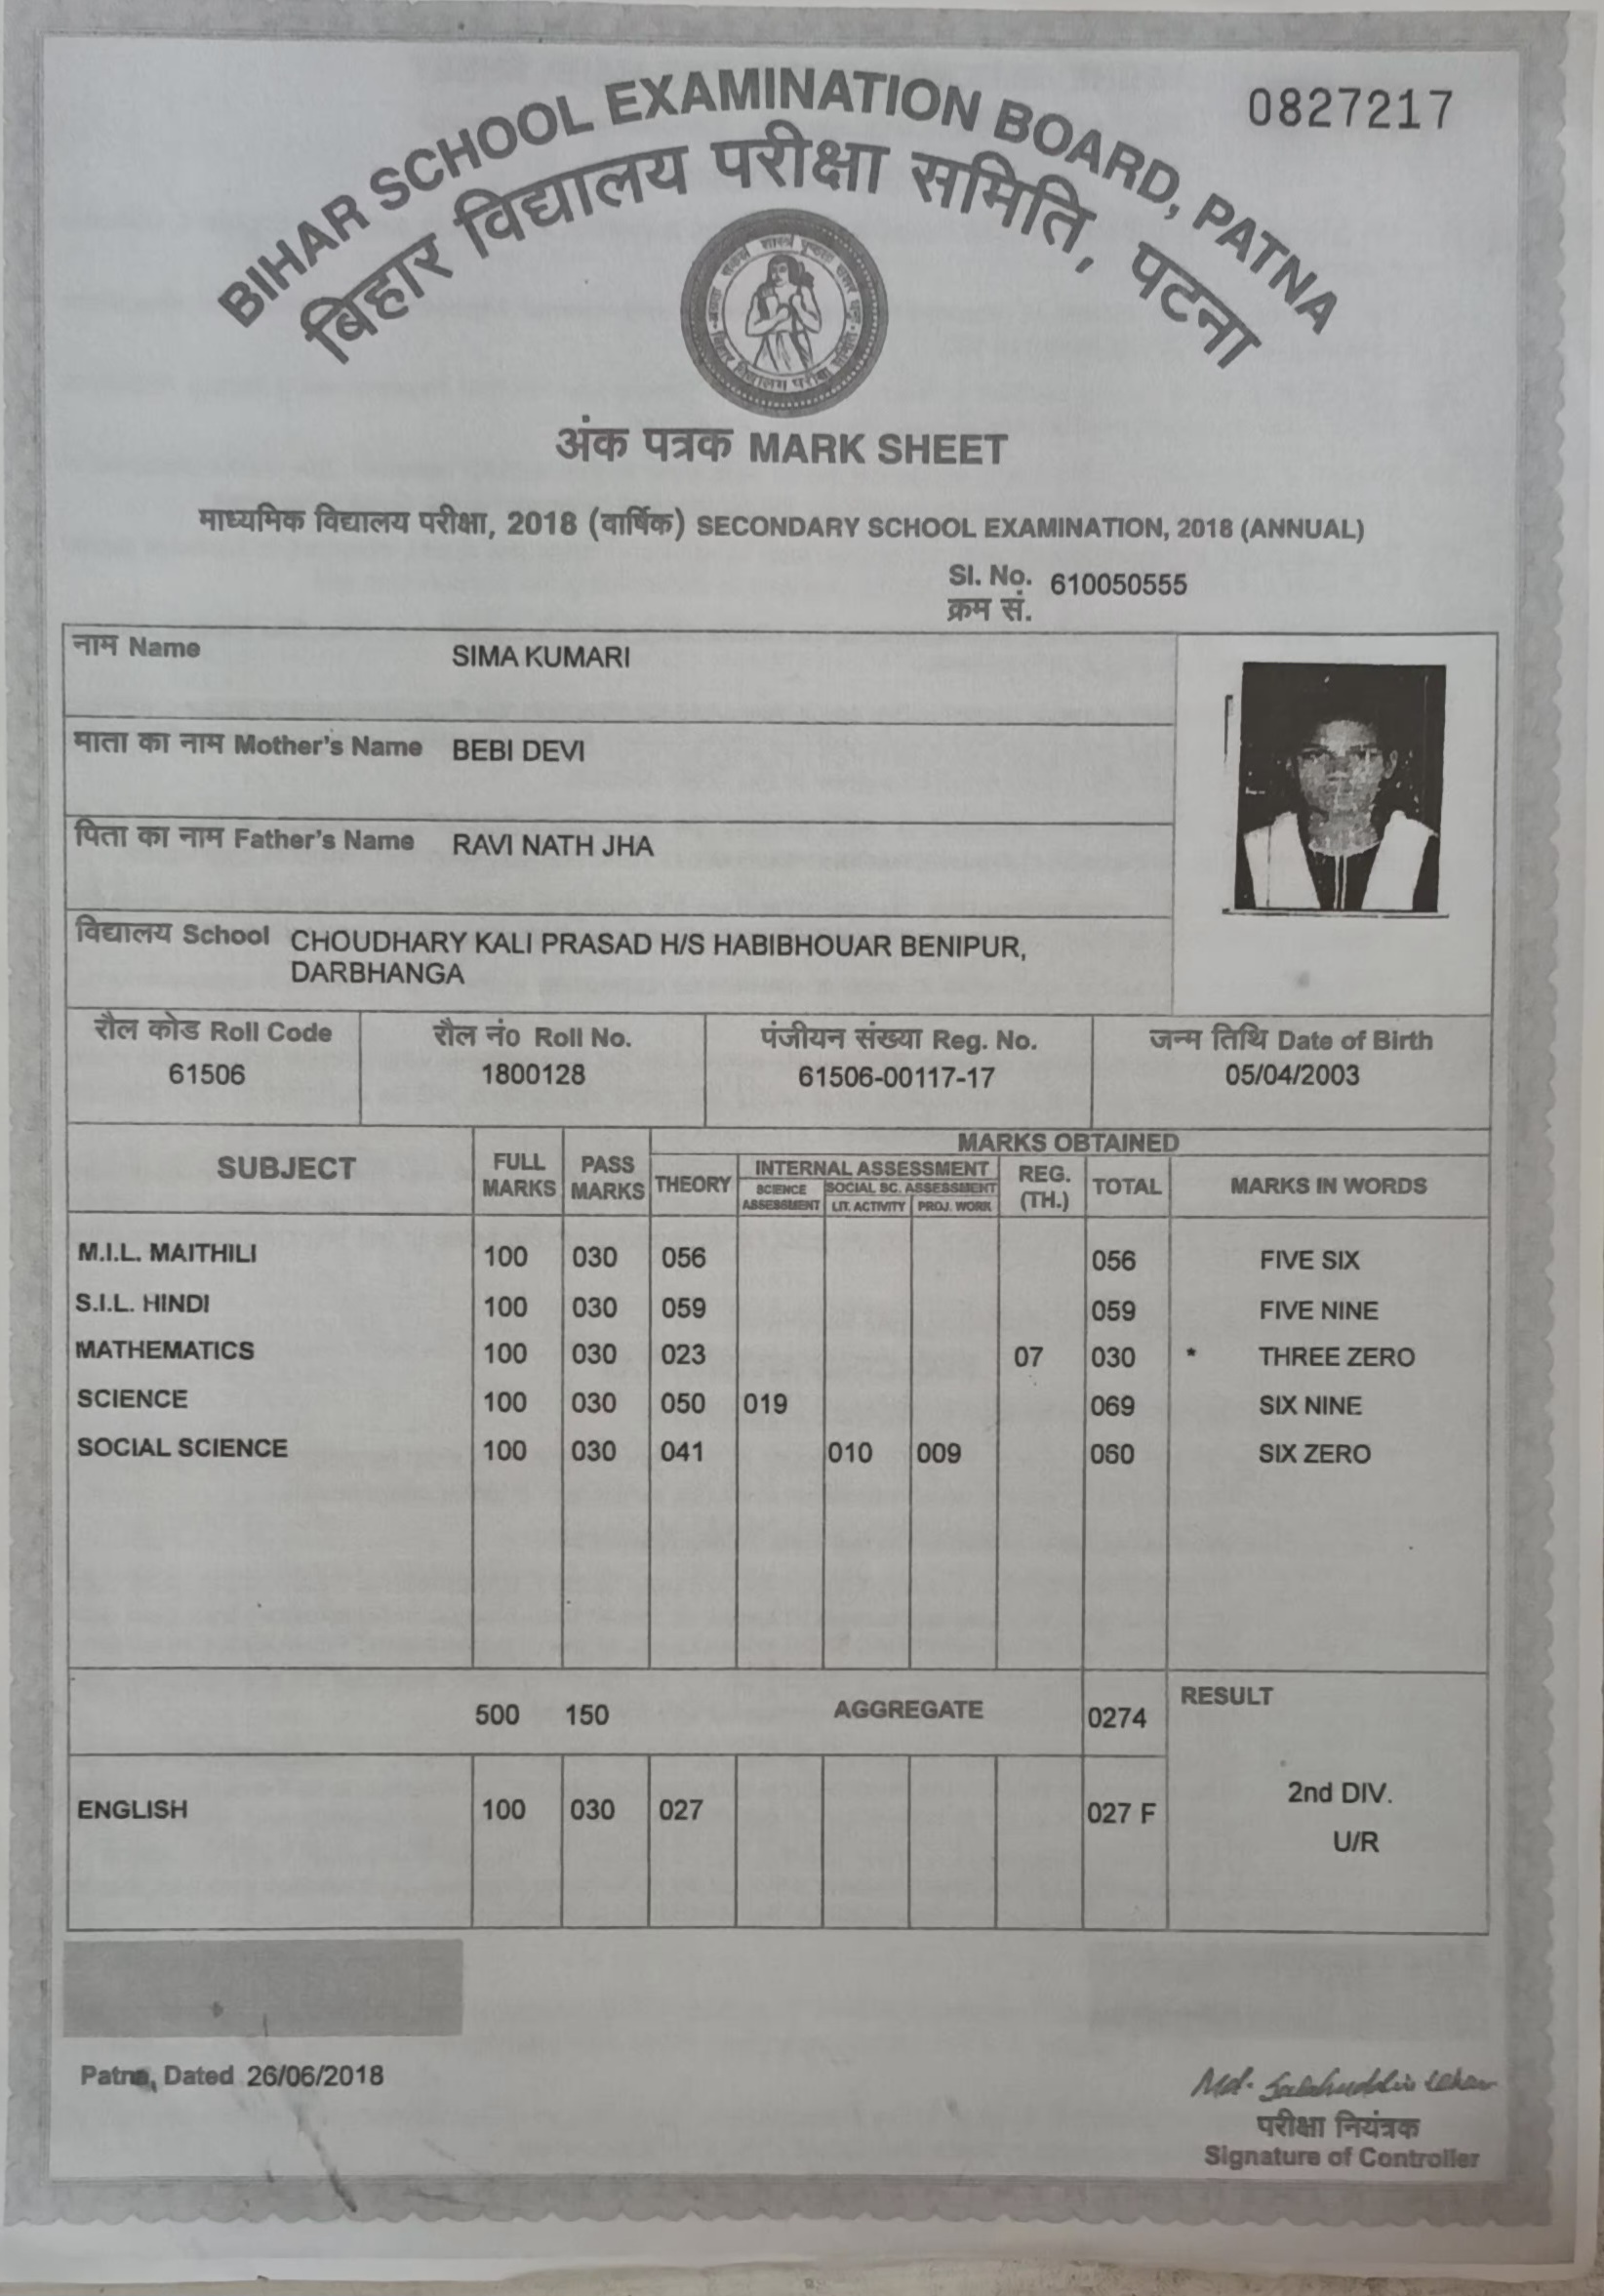 0827217
BIHAR SCHOOL EXAMINATION BOARD, PATNA
बिहार विद्यालय परीक्षा समिति, पटना
बिहार विद्यालय परीक्षा समिति
अंक पत्रक MARK SHEET
माध्यमिक विद्यालय परीक्षा, 2018 (वार्षिक) SECONDARY SCHOOL EXAMINATION, 2018 (ANNUAL)
Sl. No. 610050555
क्रम सं.
नाम Name SIMA KUMARI
माता का नाम Mother's Name BEBI DEVI
पिता का नाम Father's Name RAVI NATH JHA
विद्यालय School CHOUDHARY KALI PRASAD H/S HABIBHOUAR BENIPUR,
DARBHANGA
रौल कोड Roll Code रौल नं० Roll No. पंजीयन संख्या Reg. No. जन्म तिथि Date of Birth
61506 1800128 61506-00117-17 05/04/2003
MARKS OBTAINED
SUBJECT FULL MARKS PASS MARKS THEORY INTERNAL ASSESSMENT REG. (TH.) TOTAL MARKS IN WORDS
SCIENCE ASSESSMENT SOCIAL SC. ASSESSMENT
LIT. ACTIVITY PROJ. WORK
M.I.L. MAITHILI 100 030 056 056 FIVE SIX
S.I.L. HINDI 100 030 059 059 FIVE NINE
MATHEMATICS 100 030 023 07 030 * THREE ZERO
SCIENCE 100 030 050 019 069 SIX NINE
SOCIAL SCIENCE 100 030 041 010 009 060 SIX ZERO
500 150 AGGREGATE 0274 RESULT
ENGLISH 100 030 027 027 F 2nd DIV.
U/R
Patna, Dated 26/06/2018
Md.
परीक्षा नियंत्रक
Signature of Controller